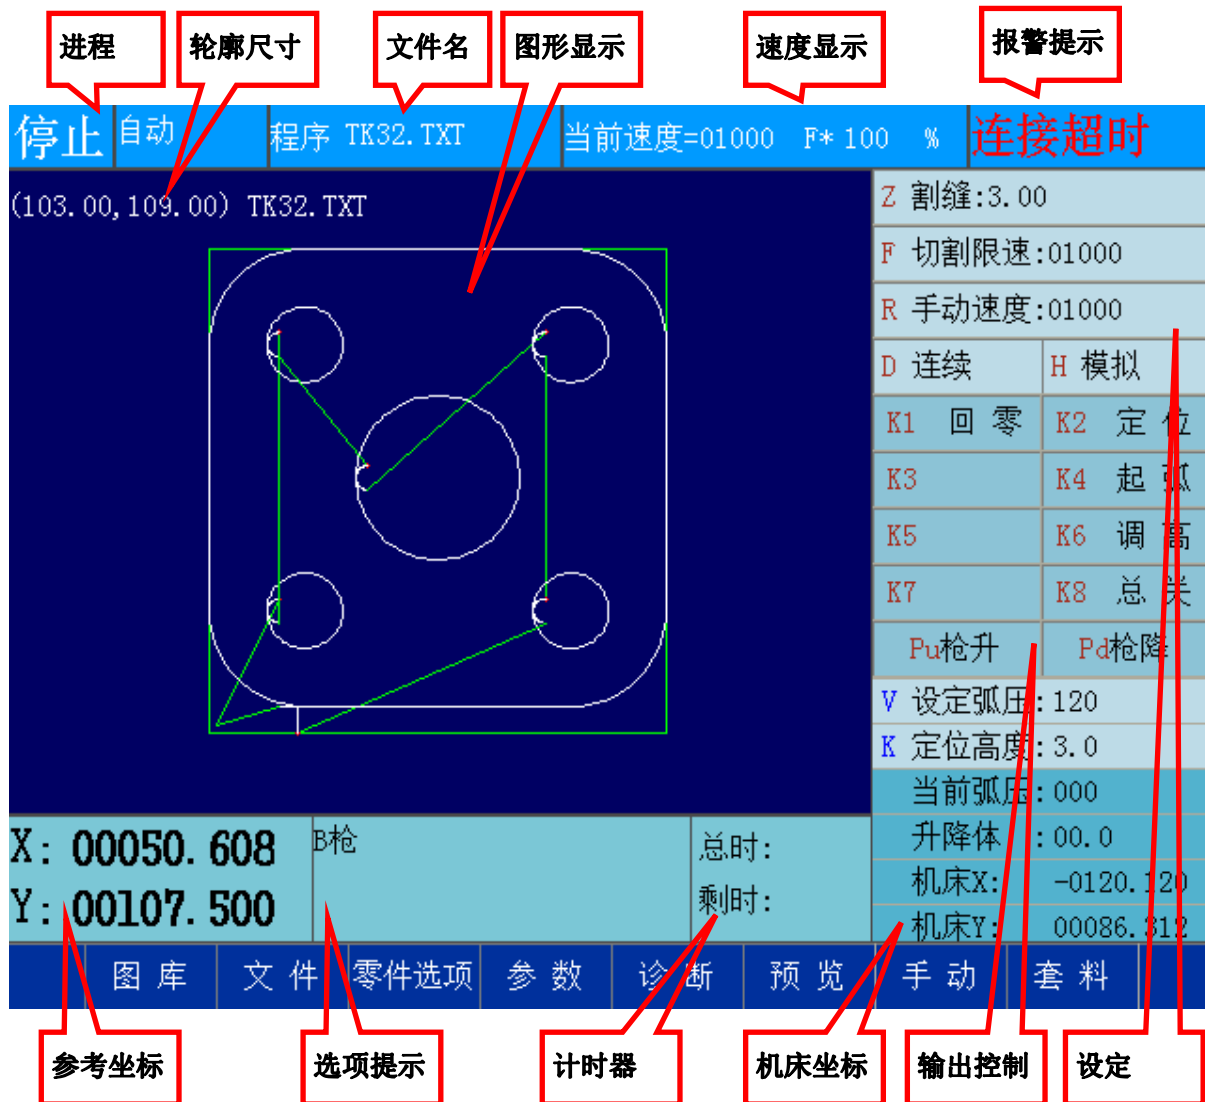 进程 轮廓尺寸 文件名 图形显示 速度显示 报警提示
停止 自动 程序 TK32.TXT 当前速度=01000 F* 100 % 连接超时
(103.00,109.00) TK32.TXT
Z 割缝:3.00
F 切割限速:01000
R 手动速度:01000
D 连续 H 模拟
K1 回 零 K2 定 位
K3 K4 起 弧
K5 K6 调 高
K7 K8 总 关
Pu枪升 Pd枪降
V 设定弧压:120
K 定位高度:3.0
当前弧压:000
升降体 :00.0
机床X: -0120.120
机床Y: 00086.312
X: 00050.608 B枪 总时:
Y: 00107.500 剩时:
图 库 文 件 零件选项 参 数 诊 断 预 览 手 动 套 料
参考坐标 选项提示 计时器 机床坐标 输出控制 设定